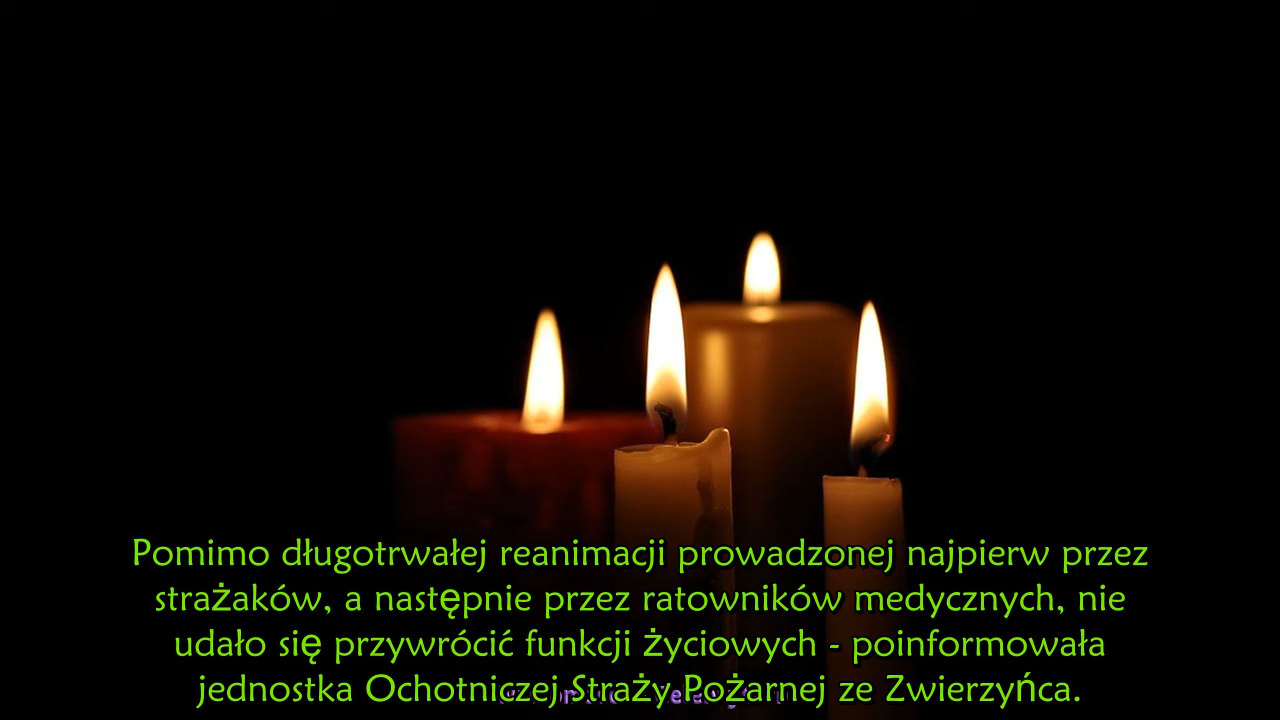 Pomimo długotrwałej reanimacji prowadzonej najpierw przez
strażaków, a następnie przez ratowników medycznych, nie
udało się przywrócić funkcji życiowych - poinformowała
jednostka Ochotniczej Straży Pożarnej ze Zwierzyńca.